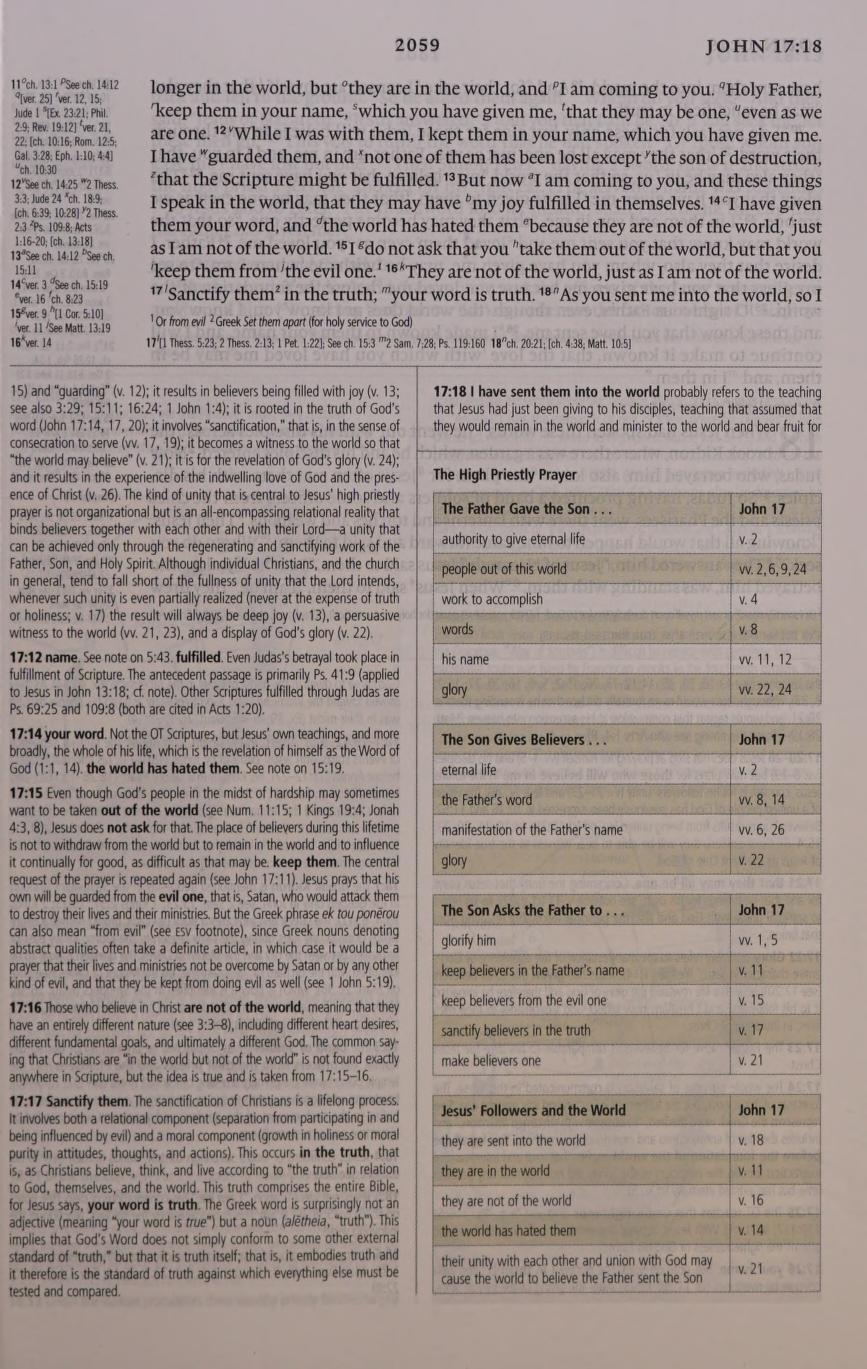 2059
JOHN 17:18
11 o ch. 13:1 p See ch. 14:12
q [ver. 25] r ver. 12, 15;
Jude 1 s [Ex. 23:21; Phil.
2:9; Rev. 19:12] t ver. 21,
22; [ch. 10:16; Rom. 12:5;
Gal. 3:28; Eph. 1:10; 4:4]
u ch. 10:30
12 v See ch. 14:25 w 2 Thess.
3:3; Jude 24 x ch. 18:9;
[ch. 6:39; 10:28] y 2 Thess.
2:3 z Ps. 109:8; Acts
1:16-20; [ch. 13:18]
13 a See ch. 14:12 b See ch.
15:11
14 c ver. 3 d See ch. 15:19
e ver. 16 f ch. 8:23
15 g ver. 9 h [1 Cor. 5:10]
i ver. 11 j See Matt. 13:19
16 k ver. 14
longer in the world, but o they are in the world, and p I am coming to you. q Holy Father,
r keep them in your name, s which you have given me, t that they may be one, u even as we
are one. 12 v While I was with them, I kept them in your name, which you have given me.
I have w guarded them, and x not one of them has been lost except y the son of destruction,
z that the Scripture might be fulfilled. 13 But now a I am coming to you, and these things
I speak in the world, that they may have b my joy fulfilled in themselves. 14 c I have given
them your word, and d the world has hated them e because they are not of the world, f just
as I am not of the world. 15 I g do not ask that you h take them out of the world, but that you
i keep them from j the evil one. 1 16 k They are not of the world, just as I am not of the world.
17 l Sanctify them 2 in the truth; m your word is truth. 18 n As you sent me into the world, so I
1 Or from evil 2 Greek Set them apart (for holy service to God)
17 l [1 Thess. 5:23; 2 Thess. 2:13; 1 Pet. 1:22]; See ch. 15:3 m 2 Sam. 7:28; Ps. 119:160 18 n ch. 20:21; [ch. 4:38; Matt. 10:5]
15) and "guarding" (v. 12); it results in believers being filled with joy (v. 13;
see also 3:29; 15:11; 16:24; 1 John 1:4); it is rooted in the truth of God's
word (John 17:14, 17, 20); it involves "sanctification," that is, in the sense of
consecration to serve (vv. 17, 19); it becomes a witness to the world so that
"the world may believe" (v. 21); it is for the revelation of God's glory (v. 24);
and it results in the experience of the indwelling love of God and the pres-
ence of Christ (v. 26). The kind of unity that is central to Jesus' high priestly
prayer is not organizational but is an all-encompassing relational reality that
binds believers together with each other and with their Lord—a unity that
can be achieved only through the regenerating and sanctifying work of the
Father, Son, and Holy Spirit. Although individual Christians, and the church
in general, tend to fall short of the fullness of unity that the Lord intends,
whenever such unity is even partially realized (never at the expense of truth
or holiness; v. 17) the result will always be deep joy (v. 13), a persuasive
witness to the world (vv. 21, 23), and a display of God's glory (v. 22).
17:12 name. See note on 5:43. fulfilled. Even Judas's betrayal took place in
fulfillment of Scripture. The antecedent passage is primarily Ps. 41:9 (applied
to Jesus in John 13:18; cf. note). Other Scriptures fulfilled through Judas are
Ps. 69:25 and 109:8 (both are cited in Acts 1:20).
17:14 your word. Not the OT Scriptures, but Jesus' own teachings, and more
broadly, the whole of his life, which is the revelation of himself as the Word of
God (1:1, 14). the world has hated them. See note on 15:19.
17:15 Even though God's people in the midst of hardship may sometimes
want to be taken out of the world (see Num. 11:15; 1 Kings 19:4; Jonah
4:3, 8), Jesus does not ask for that. The place of believers during this lifetime
is not to withdraw from the world but to remain in the world and to influence
it continually for good, as difficult as that may be. keep them. The central
request of the prayer is repeated again (see John 17:11). Jesus prays that his
own will be guarded from the evil one, that is, Satan, who would attack them
to destroy their lives and their ministries. But the Greek phrase ek tou ponērou
can also mean "from evil" (see ESV footnote), since Greek nouns denoting
abstract qualities often take a definite article, in which case it would be a
prayer that their lives and ministries not be overcome by Satan or by any other
kind of evil, and that they be kept from doing evil as well (see 1 John 5:19).
17:16 Those who believe in Christ are not of the world, meaning that they
have an entirely different nature (see 3:3–8), including different heart desires,
different fundamental goals, and ultimately a different God. The common say-
ing that Christians are "in the world but not of the world" is not found exactly
anywhere in Scripture, but the idea is true and is taken from 17:15–16.
17:17 Sanctify them. The sanctification of Christians is a lifelong process.
It involves both a relational component (separation from participating in and
being influenced by evil) and a moral component (growth in holiness or moral
purity in attitudes, thoughts, and actions). This occurs in the truth, that
is, as Christians believe, think, and live according to "the truth" in relation
to God, themselves, and the world. This truth comprises the entire Bible,
for Jesus says, your word is truth. The Greek word is surprisingly not an
adjective (meaning "your word is true") but a noun (alētheia, "truth"). This
implies that God's Word does not simply conform to some other external
standard of "truth," but that it is truth itself; that is, it embodies truth and
it therefore is the standard of truth against which everything else must be
tested and compared.
17:18 I have sent them into the world probably refers to the teaching
that Jesus had just been giving to his disciples, teaching that assumed that
they would remain in the world and minister to the world and bear fruit for
The High Priestly Prayer
The Father Gave the Son . . . John 17
authority to give eternal life v. 2
people out of this world vv. 2,6,9,24
work to accomplish v. 4
words v. 8
his name vv. 11, 12
glory vv. 22, 24
The Son Gives Believers . . . John 17
eternal life v. 2
the Father's word vv. 8, 14
manifestation of the Father's name vv. 6, 26
glory v. 22
The Son Asks the Father to . . . John 17
glorify him vv. 1, 5
keep believers in the Father's name v. 11
keep believers from the evil one v. 15
sanctify believers in the truth v. 17
make believers one v. 21
Jesus' Followers and the World John 17
they are sent into the world v. 18
they are in the world v. 11
they are not of the world v. 16
the world has hated them v. 14
their unity with each other and union with God may
cause the world to believe the Father sent the Son v. 21